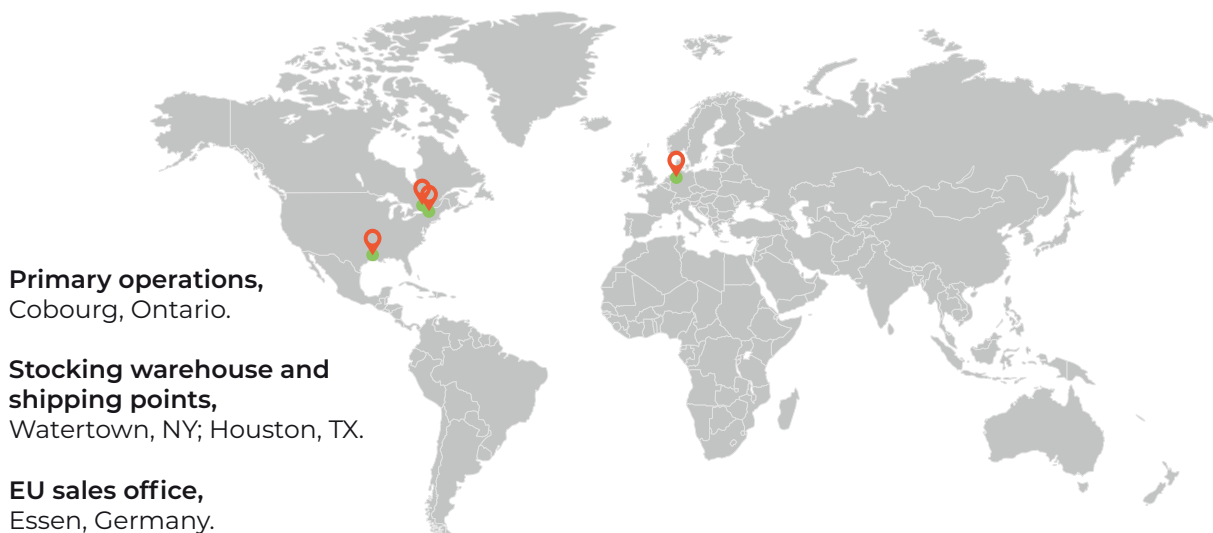 Primary operations,
Cobourg, Ontario.
Stocking warehouse and
shipping points,
Watertown, NY; Houston, TX.
EU sales office,
Essen, Germany.